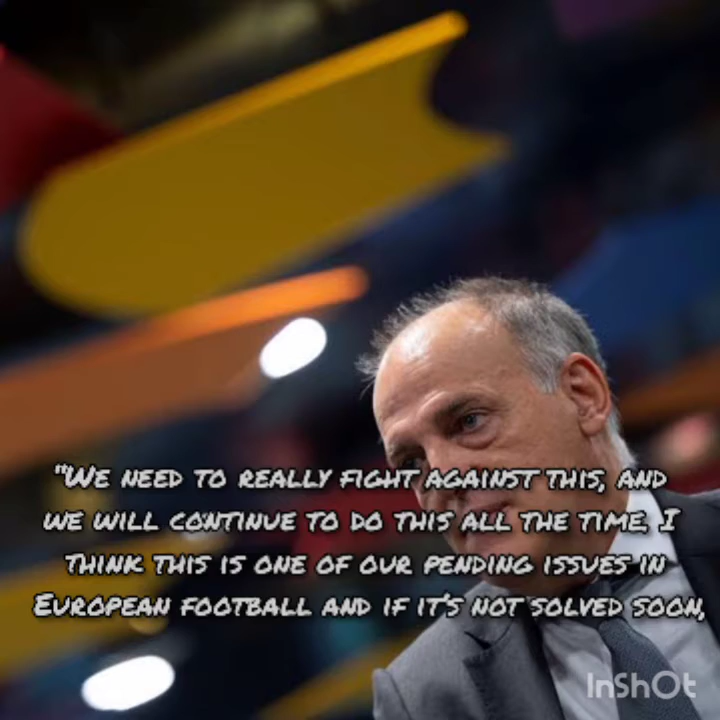 "We need to really fight against this, and
we will continue to do this all the time. I
think this is one of our pending issues in
European football and if it's not solved soon,
InShOt